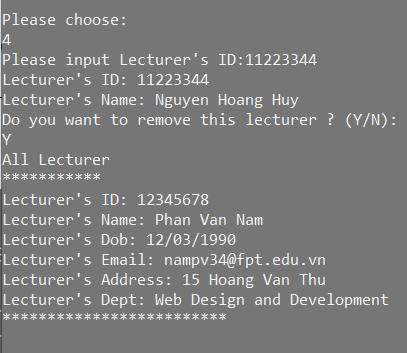 Please choose:
4
Please input Lecturer's ID:11223344
Lecturer's ID: 11223344
Lecturer's Name: Nguyen Hoang Huy
Do you want to remove this lecturer ? (Y/N):
Y
All Lecturer
***********
Lecturer's ID: 12345678
Lecturer's Name: Phan Van Nam
Lecturer's Dob: 12/03/1990
Lecturer's Email: nampv34@fpt.edu.vn
Lecturer's Address: 15 Hoang Van Thu
Lecturer's Dept: Web Design and Development
*************************